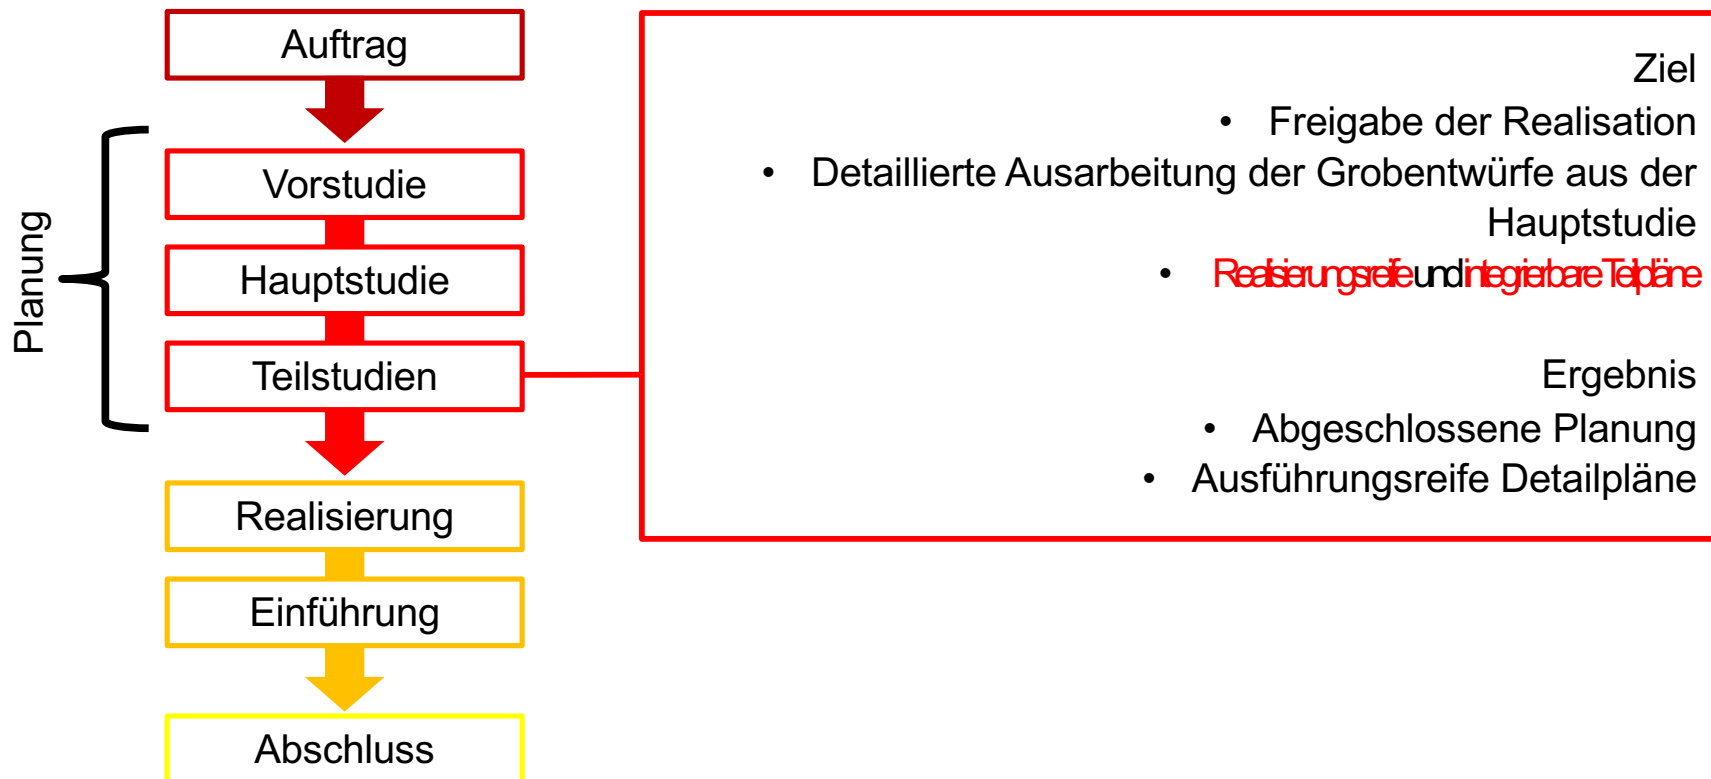 Auftrag
Planung
Vorstudie
Hauptstudie
Teilstudien
Realisierung
Einführung
Abschluss
Ziel
• Freigabe der Realisation
• Detaillierte Ausarbeitung der Grobentwürfe aus der
Hauptstudie
• Realisierungsreife und integrierbare Teilpläne
Ergebnis
• Abgeschlossene Planung
• Ausführungsreife Detailpläne